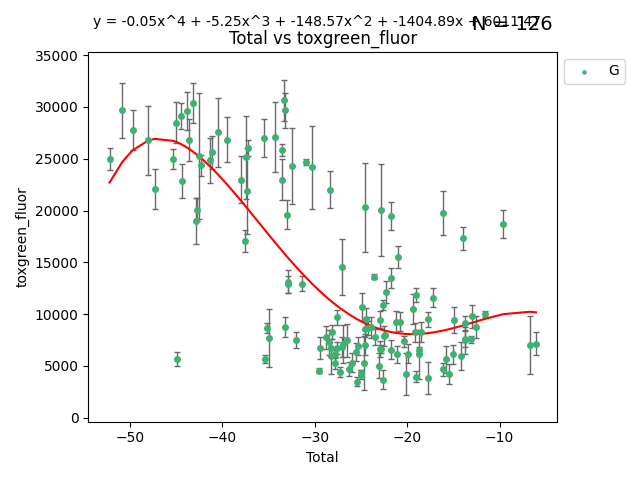 y = -0.05x^4 + -5.25x^3 + -148.57x^2 + -1404.89x + 6011.47
N = 126
Total vs toxgreen_fluor
G
35000
30000
25000
20000
15000
10000
5000
0
toxgreen_fluor
−50 −40 −30 −20 −10
Total